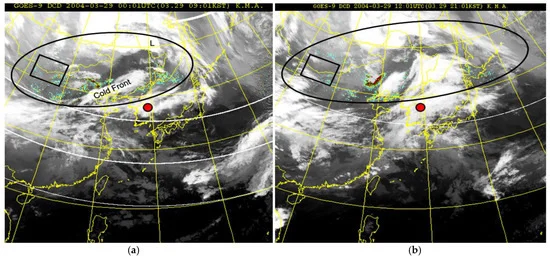 GOES-9 DCD 2004-03-29 00:01UTC(03.29 09:01KST) K.M.A.
L
Cold Front
(a)
GOES-9 DCD 2004-03-29 12:01UTC(03.29 21:01KST) K.M.A.
(b)